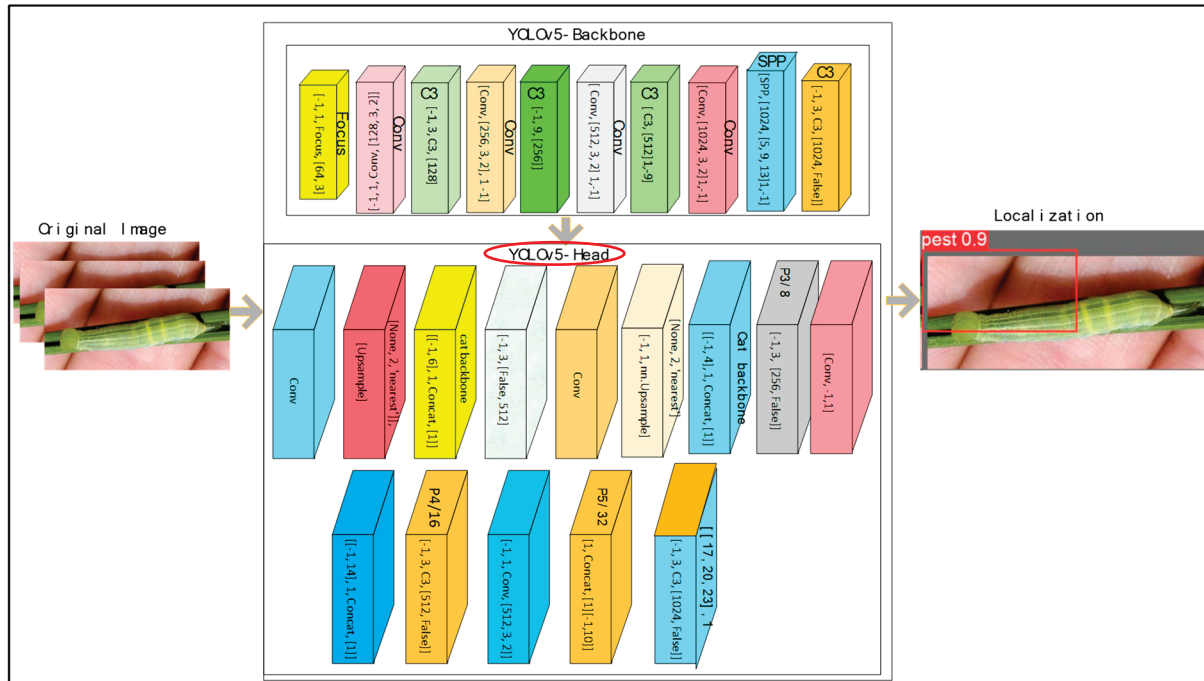 YOLOv5-Backbone
Focus
[-1, 1, Focus, [64, 3]
Conv
[-1, 1, Conv, [128, 3, 2]]
C3
[-1, 3, C3, [128]
Conv
[Conv, [256, 3, 2], 1 -1]
C3
[-1, 9, [256]]
Conv
[ Conv, [512, 3, 2] 1,-1]
C3
[ C3, [512]1,-9]
Conv
[Conv, [1024, 3, 2]1,-1]
SPP
[SPP, [1024, [5, 9, 13]1,-1]
C3
[-1, 3, C3, [1024, False]]
Original Image
YOLOv5-Head
Conv
[None, 2, 'nearest']],
[Upsample]
cat backbone
[[-1, 6], 1, Concat, [1]]
[-1, 3, [False, 512]
Conv
[None, 2, 'nearest']
[-1, 1, nn.Upsample]
Cat backbone
[[-1, 4], 1, Concat, [1]]
P3/8
[-1, 3, [256, False]]
[Conv, -1,1]
[[-1, 14], 1, Concat, [1]]
P4/16
[-1, 3, C3, [512, False]]
[-1, 1, Conv, [512, 3, 2]]
P5/32
[1, Concat, [1][-1,10]]
[[17, 20, 23], 1
[-1, 3, C3, [1024, False]]
Localization
pest 0.9